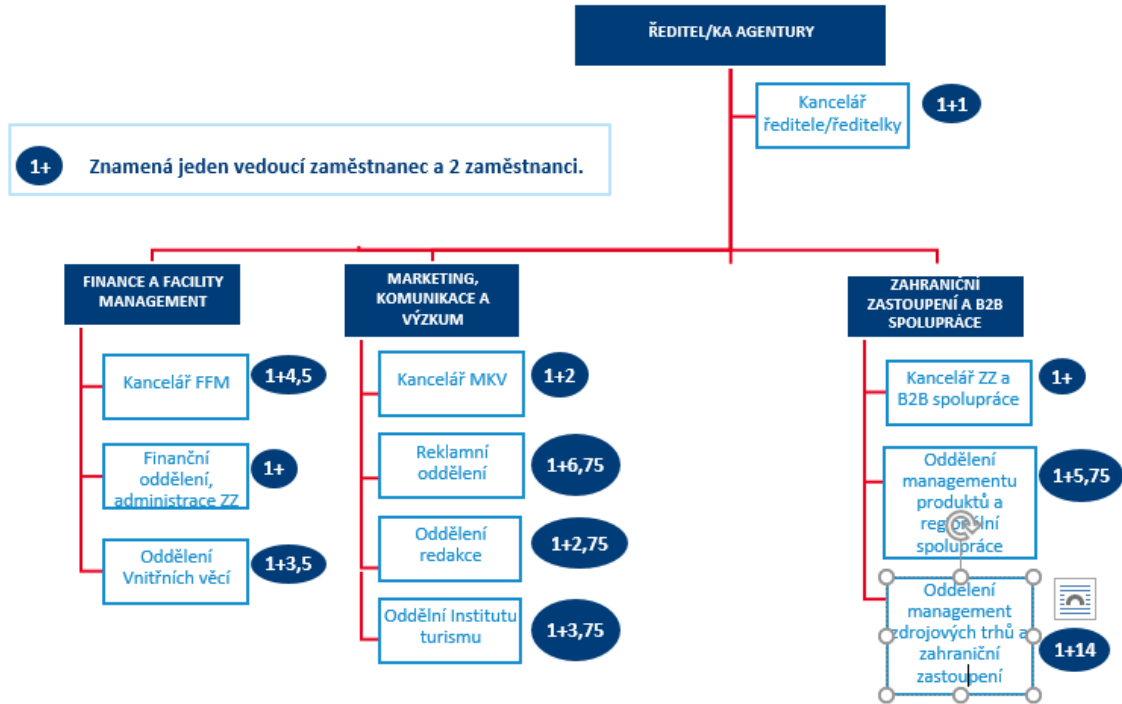 ŘEDITEL/KA AGENTURY
Kancelář
ředitele/ředitelky
1+1
1+
Znamená jeden vedoucí zaměstnanec a 2 zaměstnanci.
FINANCE A FACILITY
MANAGEMENT
Kancelář FFM
1+4,5
Finanční
oddělení,
administrace ZZ
1+
Oddělení
Vnitřních věcí
1+3,5
MARKETING,
KOMUNIKACE A
VÝZKUM
Kancelář MKV
1+2
Reklamní
oddělení
1+6,75
Oddělení
redakce
1+2,75
Oddělní Institutu
turismu
1+3,75
ZAHRANIČNÍ
ZASTOUPENÍ A B2B
SPOLUPRÁCE
Kancelář ZZ a
B2B spolupráce
1+
Oddělení
managementu
produktů a
regionální
spolupráce
1+5,75
Oddělení
management
zdrojových trhů a
zahraniční
zastoupení
1+14